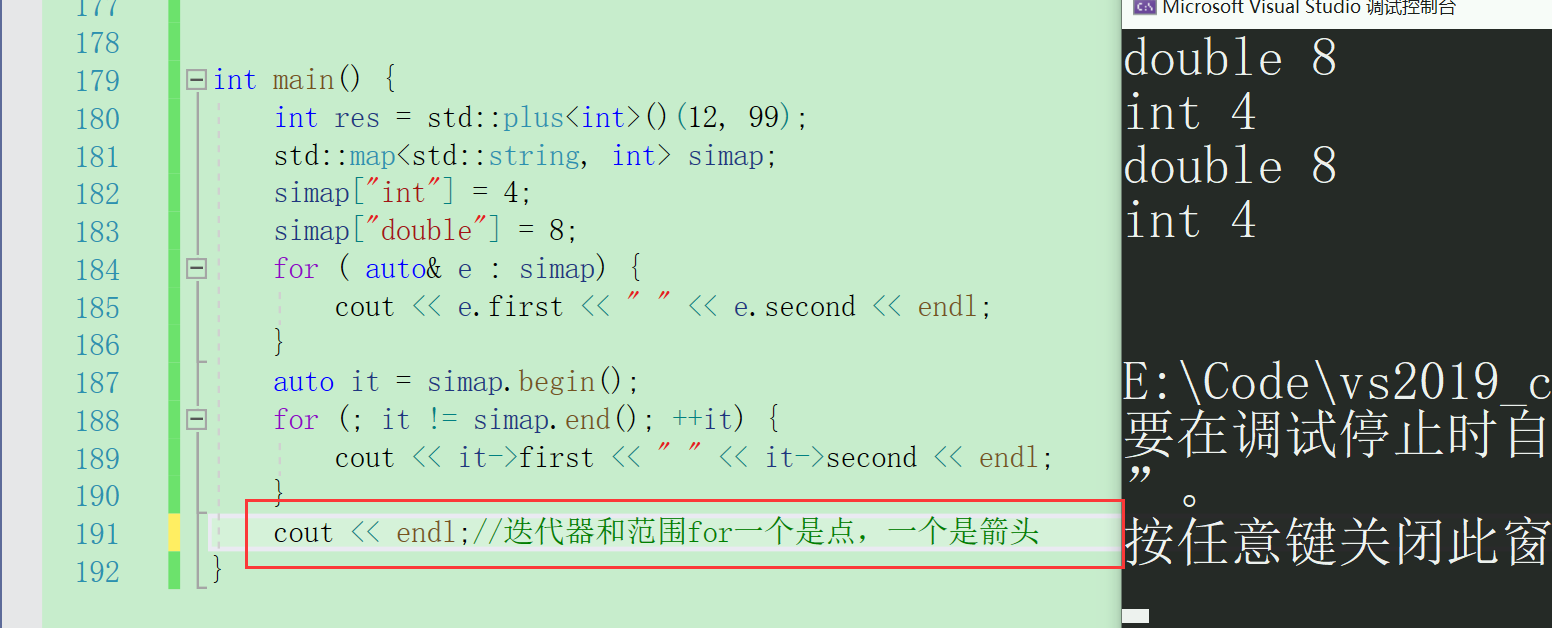 177
178
179 int main() {
180 int res = std::plus<int>()(12, 99);
181 std::map<std::string, int> simap;
182 simap["int"] = 4;
183 simap["double"] = 8;
184 for ( auto& e : simap) {
185 cout << e.first << " " << e.second << endl;
186 }
187 auto it = simap.begin();
188 for (; it != simap.end(); ++it) {
189 cout << it->first << " " << it->second << endl;
190 }
191 cout << endl;//迭代器和范围for一个是点，一个是箭头
192 }
Microsoft Visual Studio 调试控制台
double 8
int 4
double 8
int 4
E:\Code\vs2019_c
要在调试停止时自
”。
按任意键关闭此窗